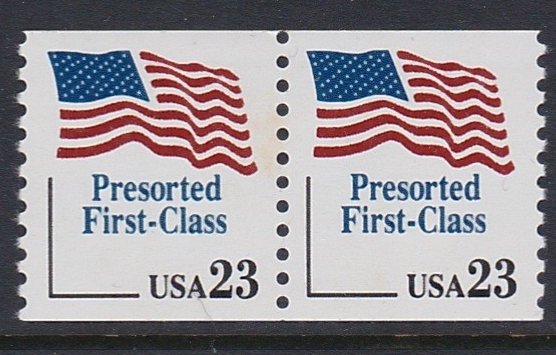 Presorted
First-Class
USA23
Presorted
First-Class
USA23